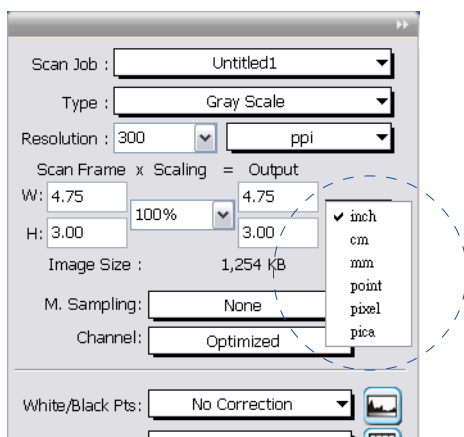 Scan Job : Untitled1
Type : Gray Scale
Resolution : 300 ppi
Scan Frame x Scaling = Output
W: 4.75 100% 4.75
H: 3.00 3.00
Image Size : 1,254 KB
M. Sampling: None
Channel: Optimized
White/Black Pts: No Correction
✔ inch
cm
mm
point
pixel
pica